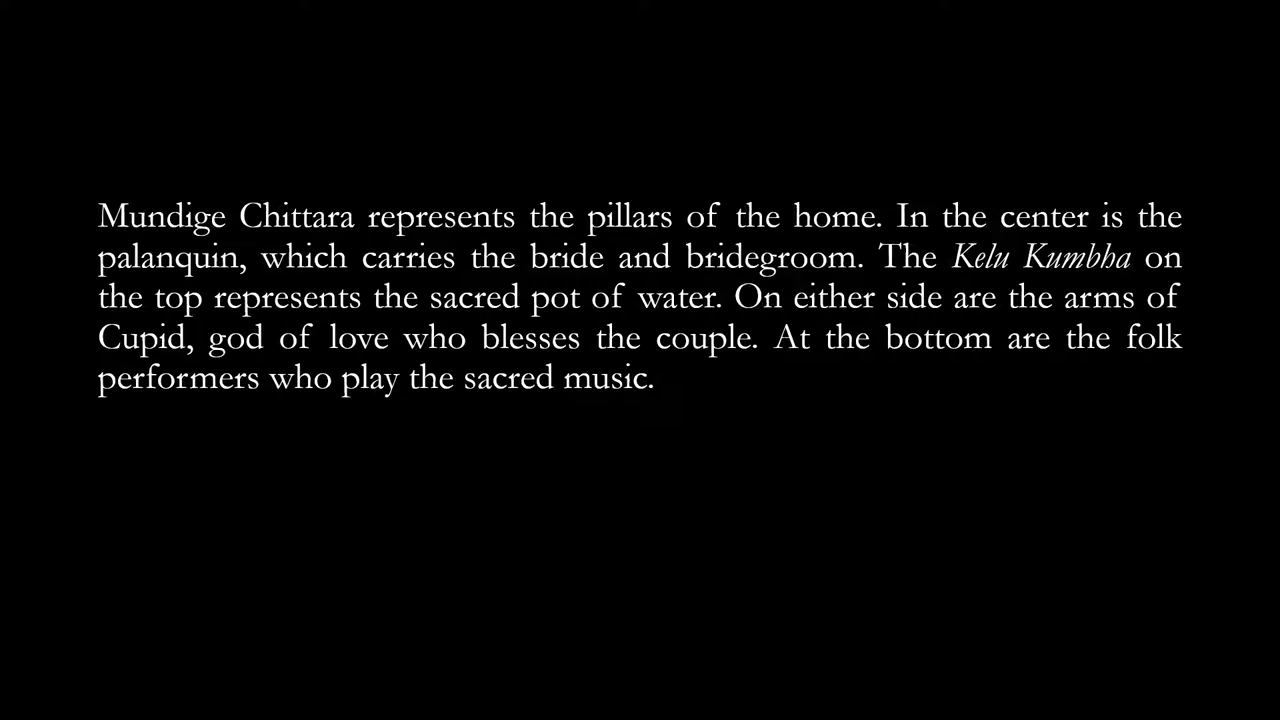 Mundige Chittara represents the pillars of the home. In the center is the
palanquin, which carries the bride and bridegroom. The Kelu Kumbha on
the top represents the sacred pot of water. On either side are the arms of
Cupid, god of love who blesses the couple. At the bottom are the folk
performers who play the sacred music.